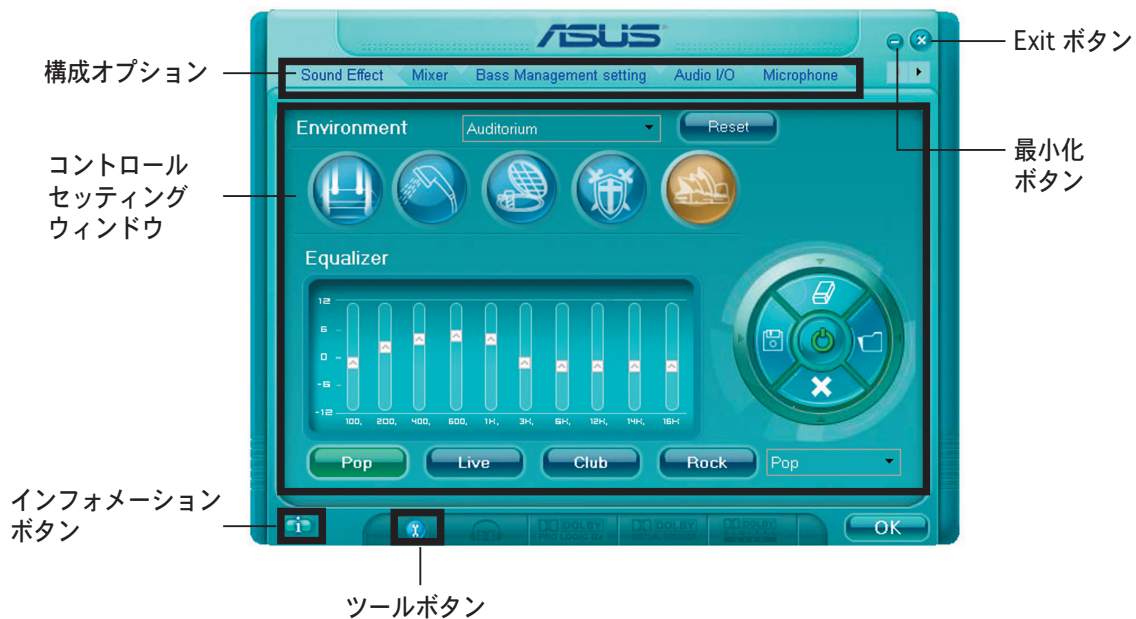 ASUS
Exit ボタン
構成オプション
Sound Effect Mixer Bass Management setting Audio I/O Microphone
Environment Auditorium Reset
最小化
ボタン
コントロール
セッティング
ウィンドウ
Equalizer
12
6
0
-6
-12
100, 200, 400, 600, 1K, 3K, 6K, 12K, 14K, 16K
Pop Live Club Rock Pop
インフォメーション
ボタン
i
DOLBY
PRO LOGIC IIx
DOLBY
VIRTUAL SPEAKER
DOLBY
OK
ツールボタン